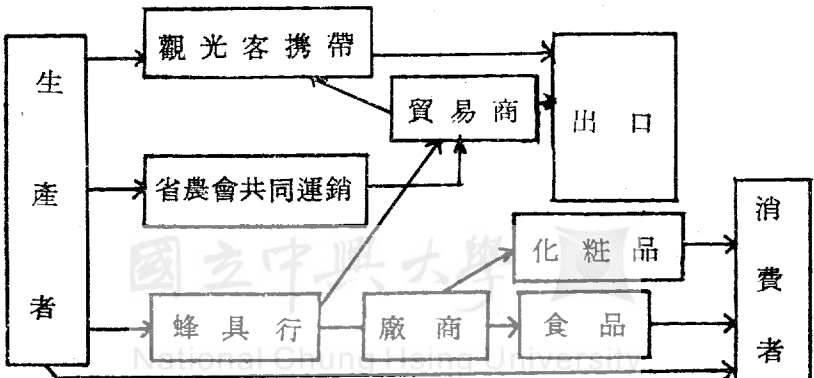 生產者
觀光客携帶
貿易商
出口
省農會共同運銷
化粧品
消費者
蜂具行
廠商
食品
國立中興大學
National Chung Hsing University